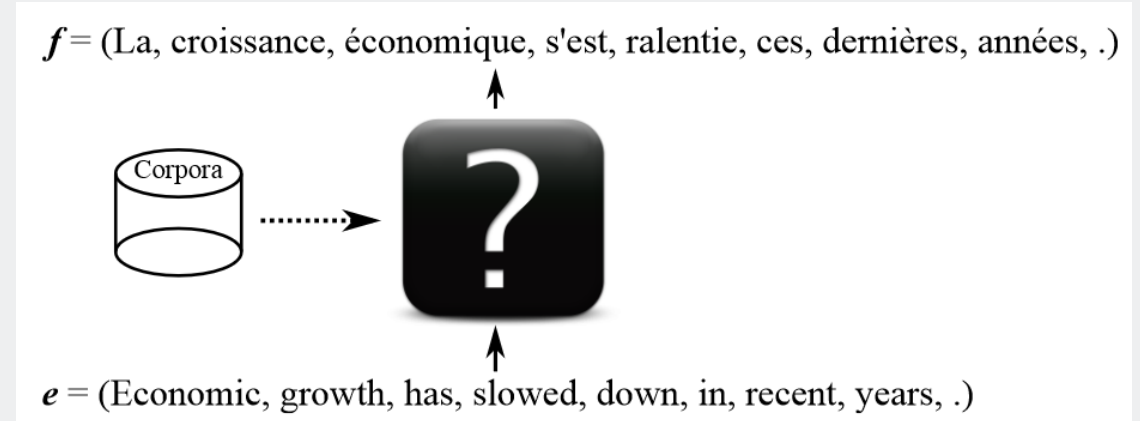 f = (La, croissance, économique, s'est, ralentie, ces, dernières, années, .)
Corpora
?
e = (Economic, growth, has, slowed, down, in, recent, years, .)